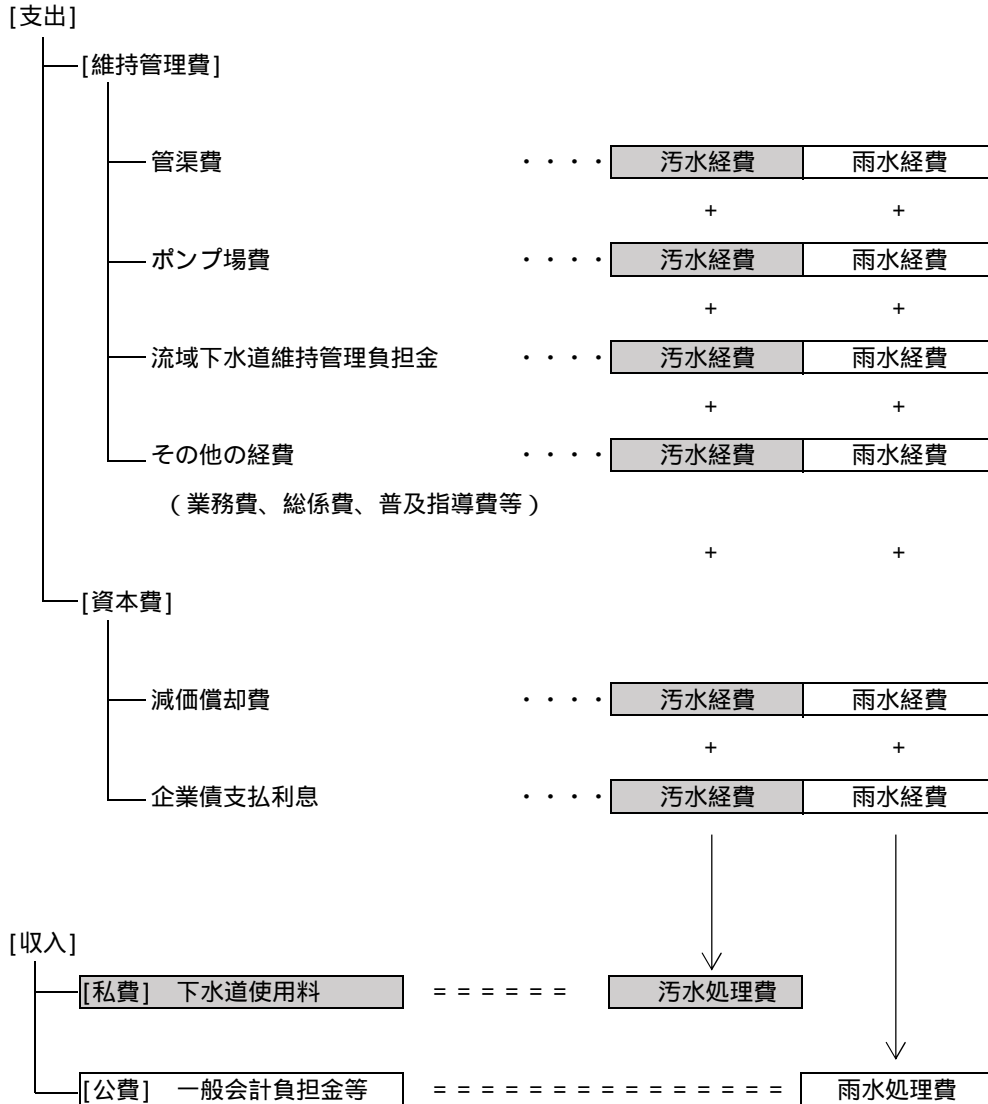 [支出]
[維持管理費]
管渠費 ・・・・ 汚水経費 雨水経費
+ +
ポンプ場費 ・・・・ 汚水経費 雨水経費
+ +
流域下水道維持管理負担金 ・・・・ 汚水経費 雨水経費
+ +
その他の経費 ・・・・ 汚水経費 雨水経費
(業務費、総係費、普及指導費等)
+ +
[資本費]
減価償却費 ・・・・ 汚水経費 雨水経費
+ +
企業債支払利息 ・・・・ 汚水経費 雨水経費
[収入]
[私費] 下水道使用料 = = = = = = 汚水処理費
[公費] 一般会計負担金等 = = = = = = = = = = = = = = = 雨水処理費